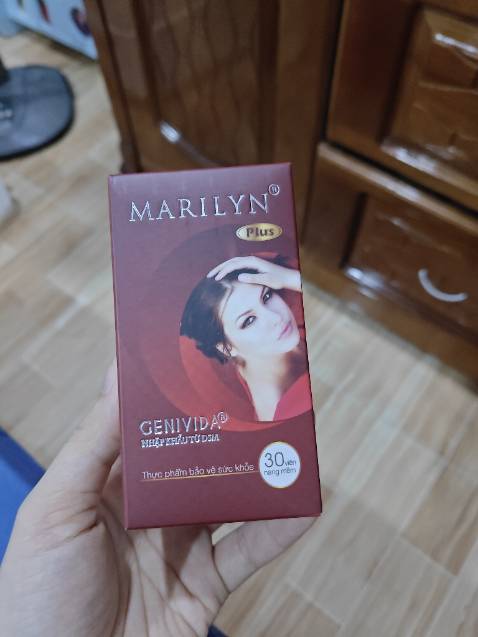 MARILYN®
Plus
GENIVIDA®
NHẬP KHẨU TỪ USA
Thực phẩm bảo vệ sức khỏe
30 viên
nang mềm